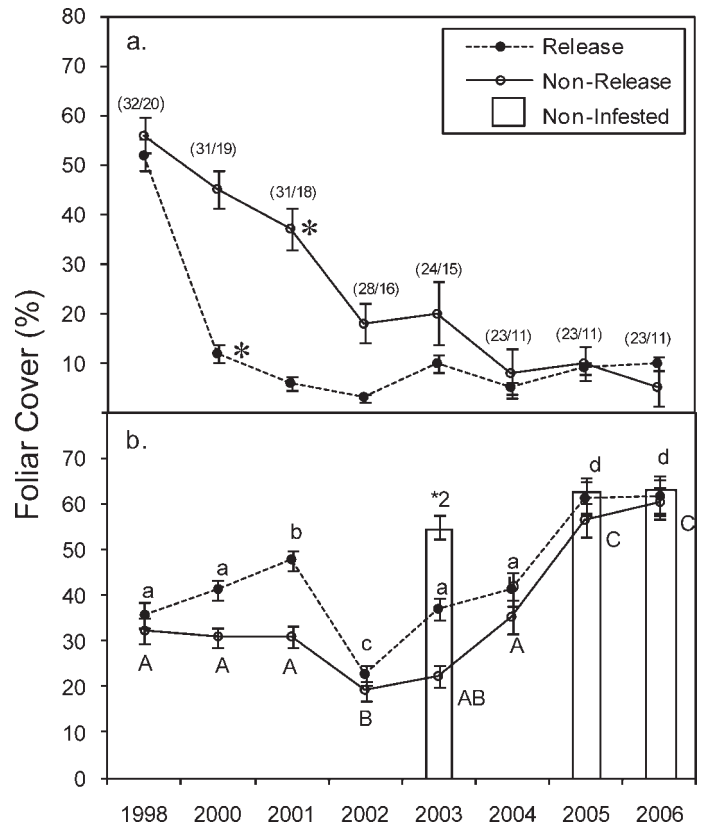 80
a.
Release
Non-Release
Non-Infested
70
60
(32/20)
50
(31/19)
(31/18)
40
*
30
(28/16)
(24/15)
20
(23/11)
(23/11)
(23/11)
*
10
Foliar Cover (%)
b.
70
d
d
60
*2
b
50
C
C
a
a
a
40
a
30
A
A
A
c
A
20
B
AB
10
0
1998 2000 2001 2002 2003 2004 2005 2006